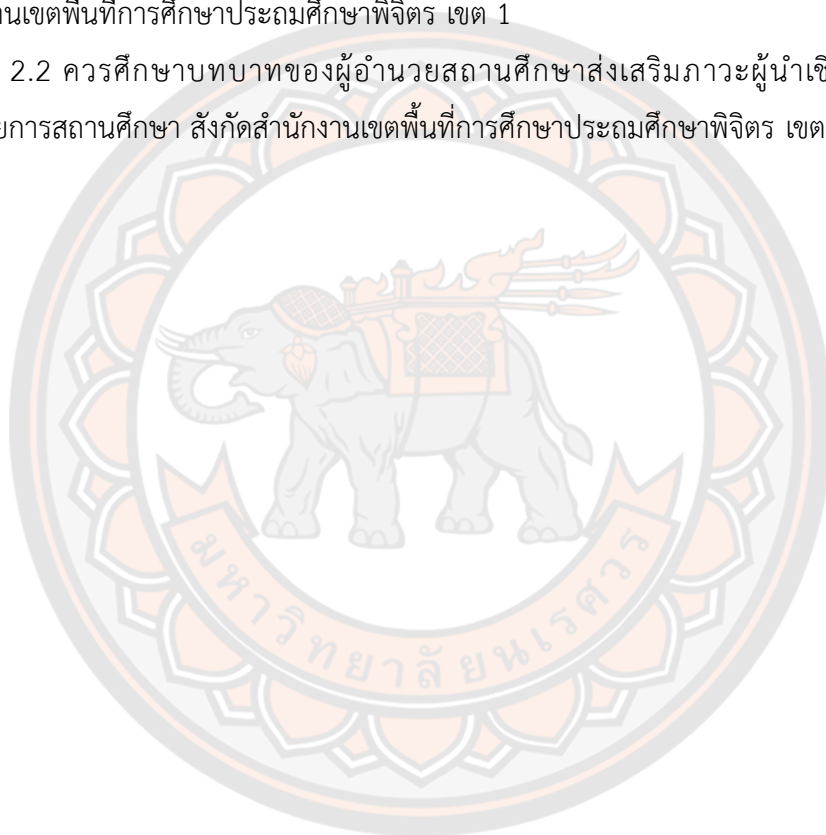 านเขตพื้นที่การศึกษาประถมศึกษาพิจิตร เขต 1
2.2 ควรศึกษาบทบาทของผู้อำนวยสถานศึกษาส่งเสริมภาวะผู้นำเชิ
ยการสถานศึกษา สังกัดสำนักงานเขตพื้นที่การศึกษาประถมศึกษาพิจิตร เขต
มหาวิทยาลัยนเรศวร